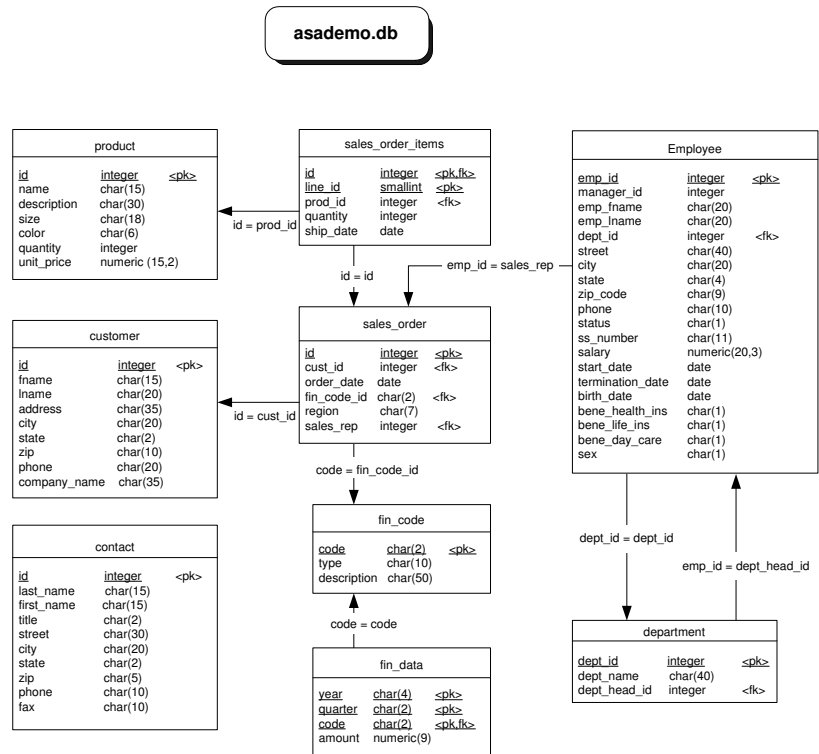 asademo.db
product
id integer <pk>
name char(15)
description char(30)
size char(18)
color char(6)
quantity integer
unit_price numeric (15,2)
id = prod_id
sales_order_items
id integer <pk,fk>
line_id smallint <pk>
prod_id integer <fk>
quantity integer
ship_date date
id = id
emp_id = sales_rep
Employee
emp_id integer <pk>
manager_id integer
emp_fname char(20)
emp_lname char(20)
dept_id integer <fk>
street char(40)
city char(20)
state char(4)
zip_code char(9)
phone char(10)
status char(1)
ss_number char(11)
salary numeric(20,3)
start_date date
termination_date date
birth_date date
bene_health_ins char(1)
bene_life_ins char(1)
bene_day_care char(1)
sex char(1)
customer
id integer <pk>
fname char(15)
lname char(20)
address char(35)
city char(20)
state char(2)
zip char(10)
phone char(20)
company_name char(35)
id = cust_id
sales_order
id integer <pk>
cust_id integer <fk>
order_date date
fin_code_id char(2) <fk>
region char(7)
sales_rep integer <fk>
code = fin_code_id
contact
id integer <pk>
last_name char(15)
first_name char(15)
title char(2)
street char(30)
city char(20)
state char(2)
zip char(5)
phone char(10)
fax char(10)
fin_code
code char(2) <pk>
type char(10)
description char(50)
code = code
fin_data
year char(4) <pk>
quarter char(2) <pk>
code char(2) <pk,fk>
amount numeric(9)
dept_id = dept_id
emp_id = dept_head_id
department
dept_id integer <pk>
dept_name char(40)
dept_head_id integer <fk>